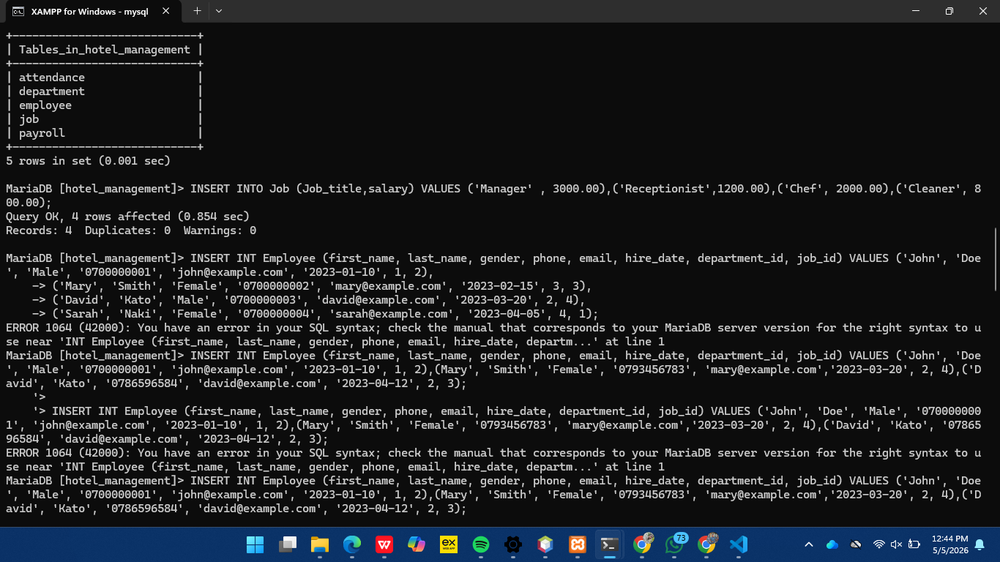 XAMPP for Windows - mysql
+----------------------------+
| Tables_in_hotel_management |
+----------------------------+
| attendance                 |
| department                 |
| employee                   |
| job                        |
| payroll                    |
+----------------------------+
5 rows in set (0.001 sec)
MariaDB [hotel_management]> INSERT INTO Job (Job_title,salary) VALUES ('Manager' , 3000.00),('Receptionist',1200.00),('Chef', 2000.00),('Cleaner', 8
00.00);
Query OK, 4 rows affected (0.854 sec)
Records: 4  Duplicates: 0  Warnings: 0
MariaDB [hotel_management]> INSERT INT Employee (first_name, last_name, gender, phone, email, hire_date, department_id, job_id) VALUES ('John', 'Doe
', 'Male', '0700000001', 'john@example.com', '2023-01-10', 1, 2),
    -> ('Mary', 'Smith', 'Female', '0700000002', 'mary@example.com', '2023-02-15', 3, 3),
    -> ('David', 'Kato', 'Male', '0700000003', 'david@example.com', '2023-03-20', 2, 4),
    -> ('Sarah', 'Naki', 'Female', '0700000004', 'sarah@example.com', '2023-04-05', 4, 1);
ERROR 1064 (42000): You have an error in your SQL syntax; check the manual that corresponds to your MariaDB server version for the right syntax to u
se near 'INT Employee (first_name, last_name, gender, phone, email, hire_date, departm...' at line 1
MariaDB [hotel_management]> INSERT INT Employee (first_name, last_name, gender, phone, email, hire_date, department_id, job_id) VALUES ('John', 'Doe
', 'Male', '0700000001', 'john@example.com', '2023-01-10', 1, 2),(Mary', 'Smith', 'Female', '0793456783', 'mary@example.com','2023-03-20', 2, 4),('D
avid', 'Kato', '0786596584', 'david@example.com', '2023-04-12', 2, 3);
    '>
    '> INSERT INT Employee (first_name, last_name, gender, phone, email, hire_date, department_id, job_id) VALUES ('John', 'Doe', 'Male', '070000000
1', 'john@example.com', '2023-01-10', 1, 2),(Mary', 'Smith', 'Female', '0793456783', 'mary@example.com','2023-03-20', 2, 4),('David', 'Kato', '07865
96584', 'david@example.com', '2023-04-12', 2, 3);
ERROR 1064 (42000): You have an error in your SQL syntax; check the manual that corresponds to your MariaDB server version for the right syntax to u
se near 'INT Employee (first_name, last_name, gender, phone, email, hire_date, departm...' at line 1
MariaDB [hotel_management]> INSERT INT Employee (first_name, last_name, gender, phone, email, hire_date, department_id, job_id) VALUES ('John', 'Doe
', 'Male', '0700000001', 'john@example.com', '2023-01-10', 1, 2),(Mary', 'Smith', 'Female', '0793456783', 'mary@example.com','2023-03-20', 2, 4),('D
avid', 'Kato', '0786596584', 'david@example.com', '2023-04-12', 2, 3);
ex
WEB APP
73
12:44 PM
5/5/2026